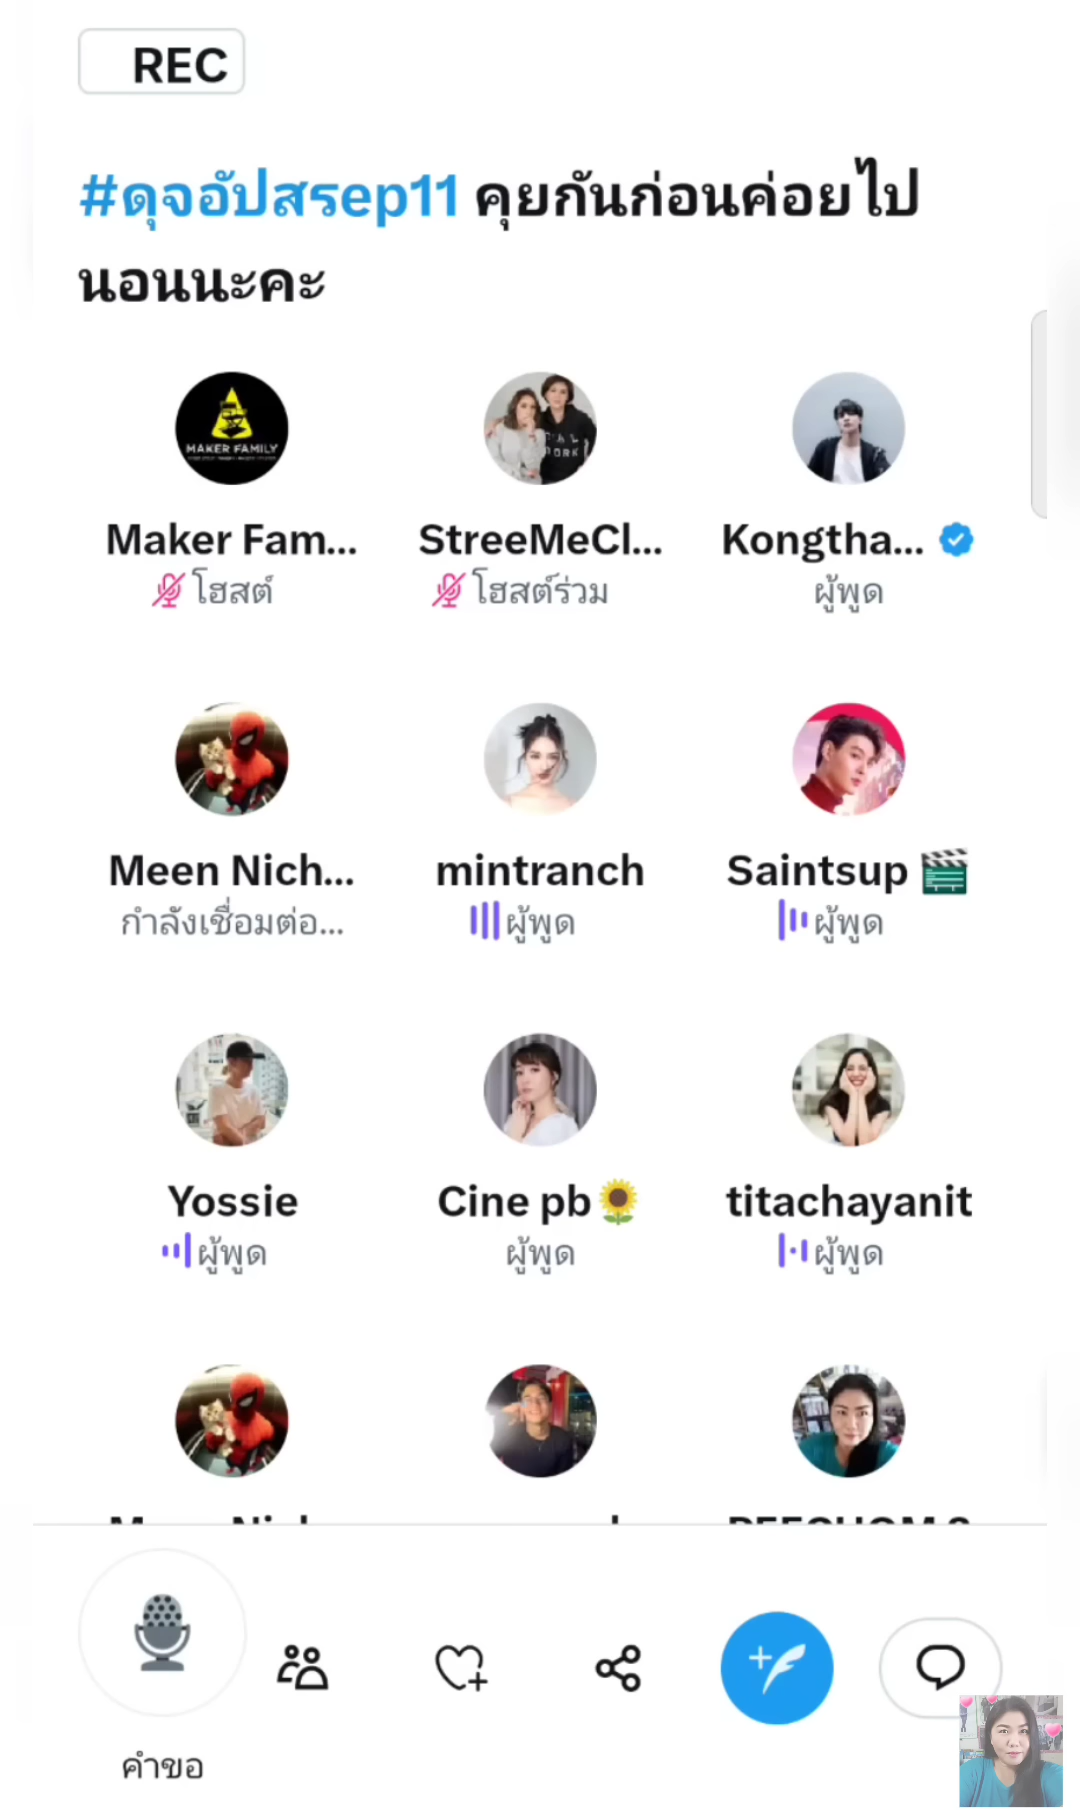 REC
#ดุจอัปสรep11 คุยกันก่อนค่อยไป
นอนนะคะ
MAKER FAMILY
Maker Fam... StreeMeCl... Kongtha...
โฮสต์ โฮสต์ร่วม ผู้พูด
Meen Nich... mintranch Saintsup 🎬
กำลังเชื่อมต่อ... ผู้พูด ผู้พูด
Yossie Cine pb🌻 titachayanit
ผู้พูด ผู้พูด ผู้พูด
คำขอ